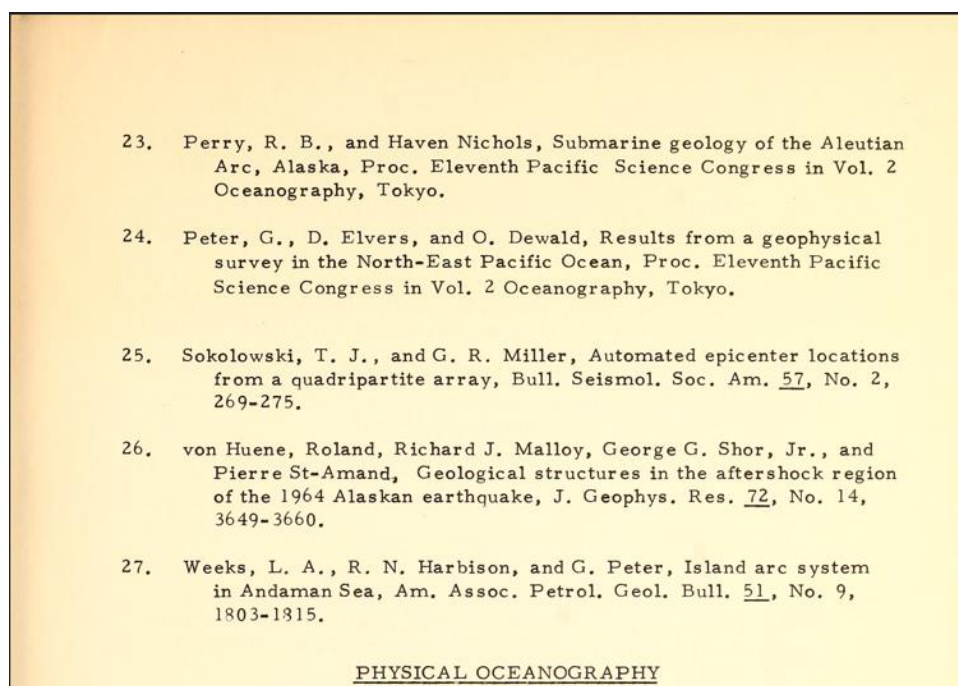 23. Perry, R. B., and Haven Nichols, Submarine geology of the Aleutian
Arc, Alaska, Proc. Eleventh Pacific Science Congress in Vol. 2
Oceanography, Tokyo.
24. Peter, G., D. Elvers, and O. Dewald, Results from a geophysical
survey in the North-East Pacific Ocean, Proc. Eleventh Pacific
Science Congress in Vol. 2 Oceanography, Tokyo.
25. Sokolowski, T. J., and G. R. Miller, Automated epicenter locations
from a quadripartite array, Bull. Seismol. Soc. Am. 57, No. 2,
269-275.
26. von Huene, Roland, Richard J. Malloy, George G. Shor, Jr., and
Pierre St-Amand, Geological structures in the aftershock region
of the 1964 Alaskan earthquake, J. Geophys. Res. 72, No. 14,
3649-3660.
27. Weeks, L. A., R. N. Harbison, and G. Peter, Island arc system
in Andaman Sea, Am. Assoc. Petrol. Geol. Bull. 51, No. 9,
1803-1815.
PHYSICAL OCEANOGRAPHY